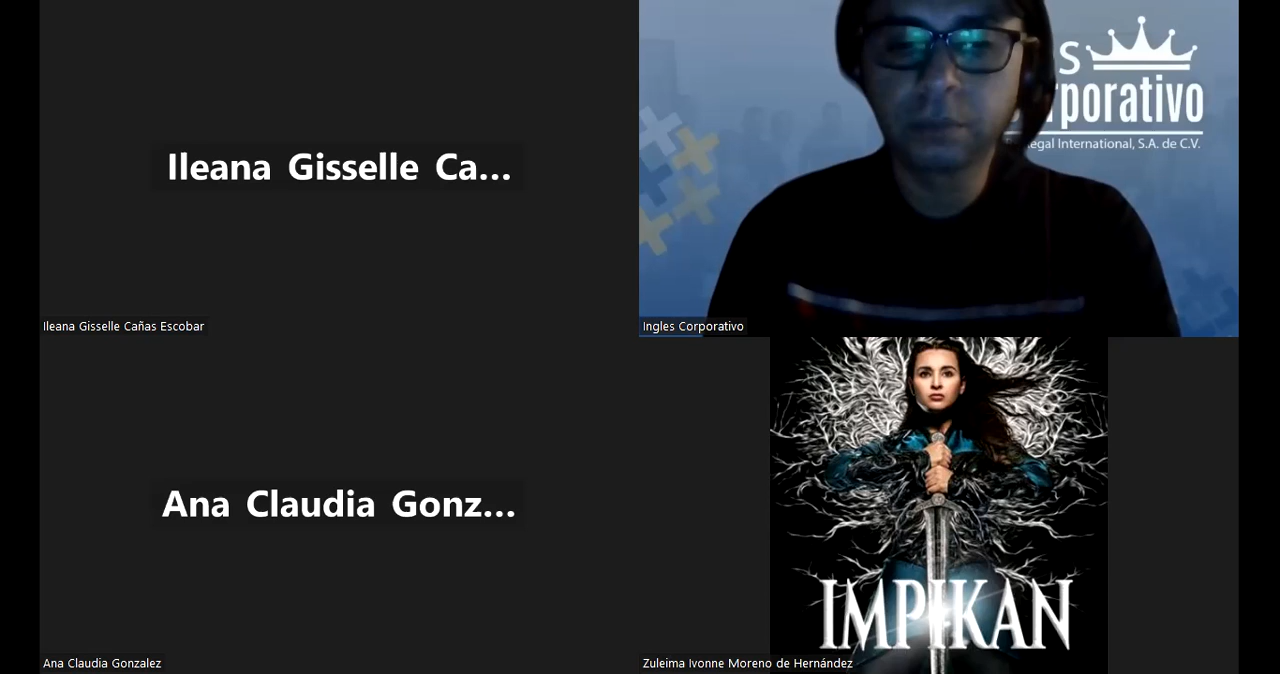 Ileana Gisselle Ca...
Ileana Gisselle Cañas Escobar
s
rporativo
egal International, S.A. de C.V.
Ingles Corporativo
Ana Claudia Gonz...
Ana Claudia Gonzalez
IMPIKAN
Zuleima Ivonne Moreno de Hernández